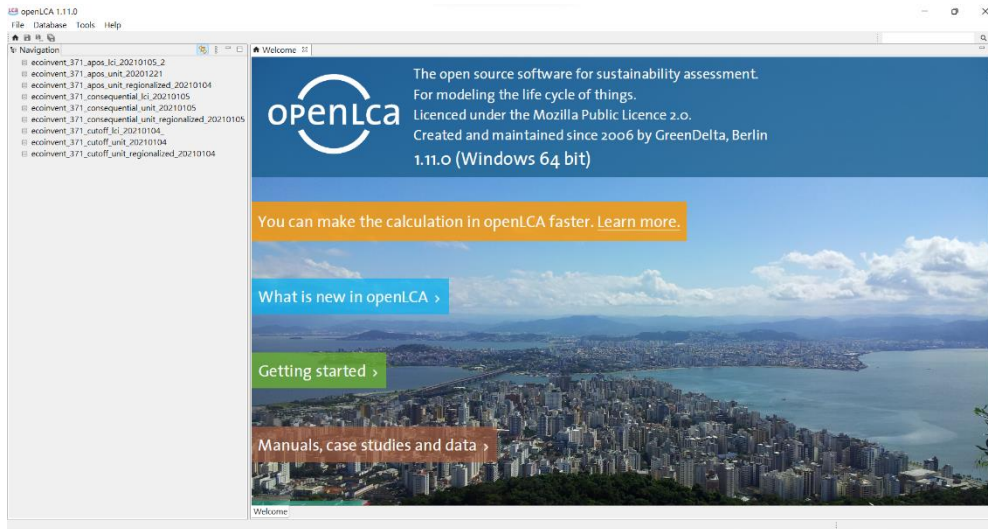 openLCA 1.11.0
File Database Tools Help
Navigation
ecoinvent_371_apos_lci_20210105_2
ecoinvent_371_apos_unit_20201221
ecoinvent_371_apos_unit_regionalized_20210104
ecoinvent_371_consequential_lci_20210105
ecoinvent_371_consequential_unit_20210105
ecoinvent_371_consequential_unit_regionalized_20210105
ecoinvent_371_cutoff_lci_20210104_
ecoinvent_371_cutoff_unit_20210104
ecoinvent_371_cutoff_unit_regionalized_20210104
Welcome
openLca
The open source software for sustainability assessment.
For modeling the life cycle of things.
Licenced under the Mozilla Public Licence 2.0.
Created and maintained since 2006 by GreenDelta, Berlin
1.11.0 (Windows 64 bit)
You can make the calculation in openLCA faster. Learn more.
What is new in openLCA ›
Getting started ›
Manuals, case studies and data ›
Welcome